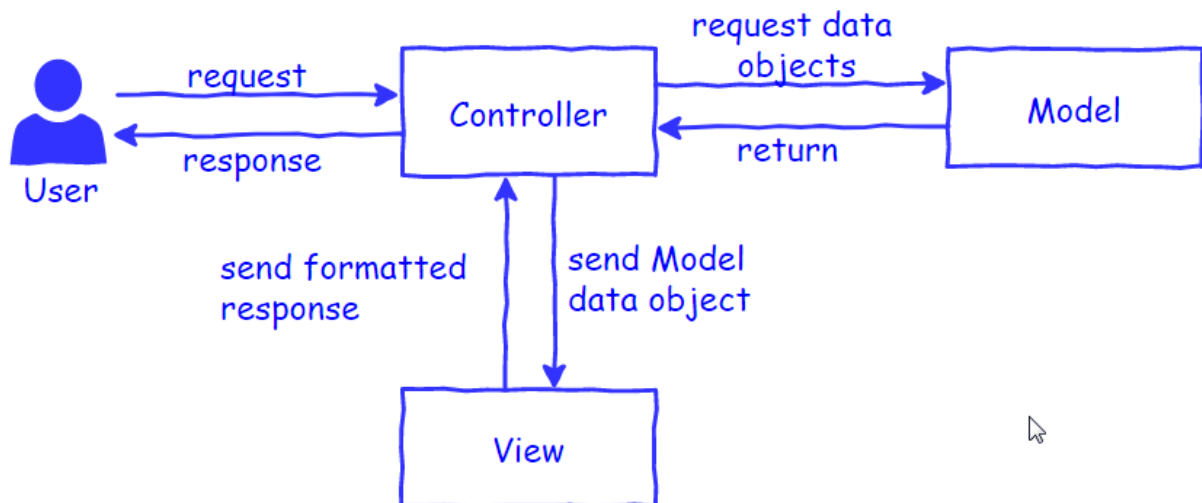 request data
objects
request
Controller
Model
response
return
User
send formatted
response
send Model
data object
View